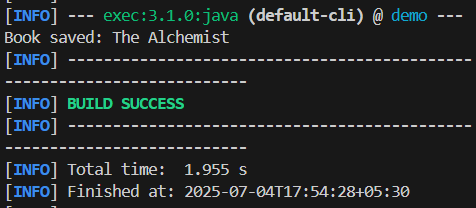 [INFO] --- exec:3.1.0:java (default-cli) @ demo ---
Book saved: The Alchemist
[INFO] ----------------------------------------------
---------------------------
[INFO] BUILD SUCCESS
[INFO] ----------------------------------------------
---------------------------
[INFO] Total time:  1.955 s
[INFO] Finished at: 2025-07-04T17:54:28+05:30